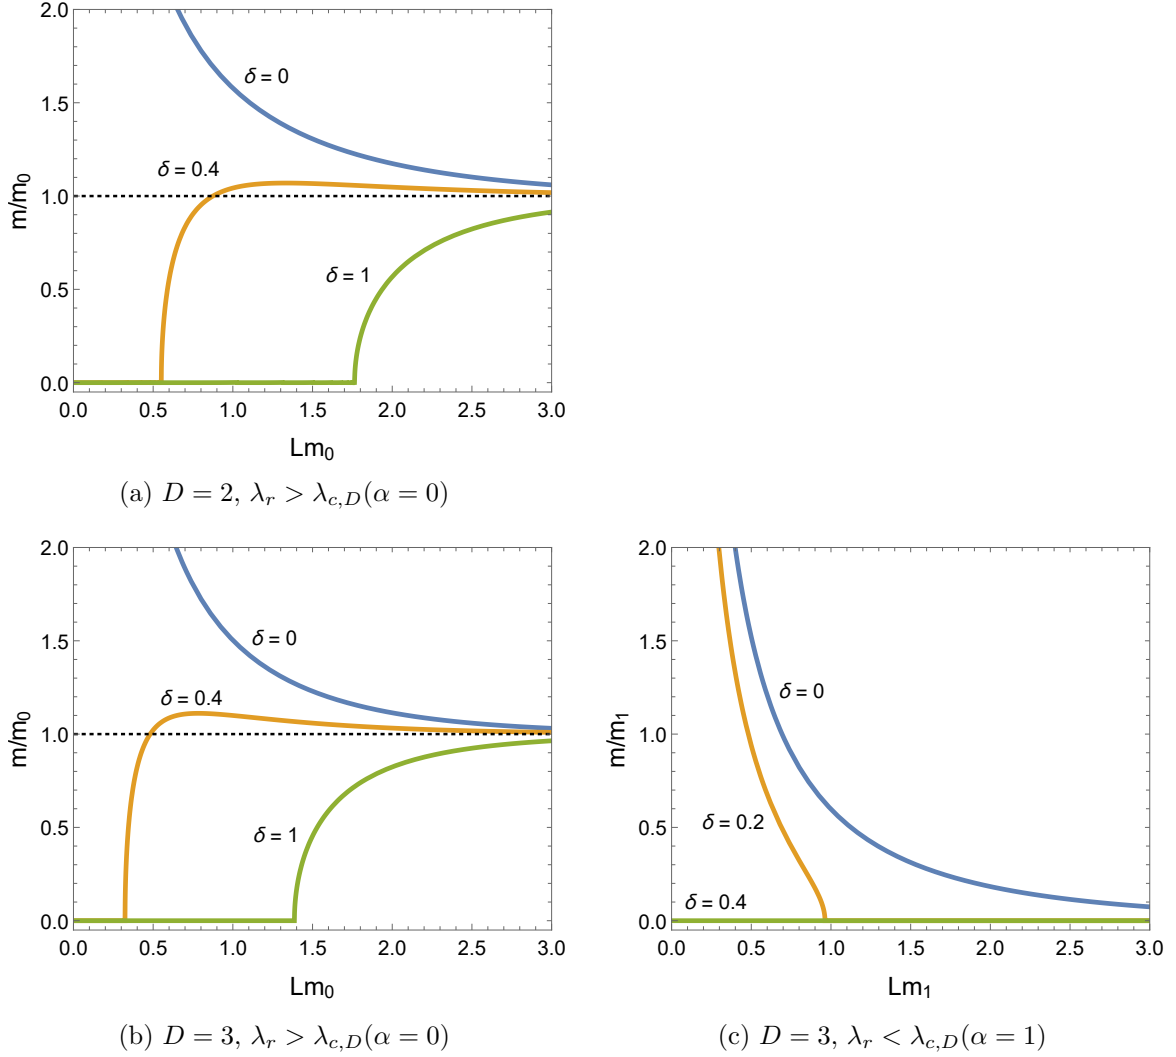 2.0
1.5
1.0
0.5
0.0
m/m₀
δ = 0
δ = 0.4
δ = 1
0.0 0.5 1.0 1.5 2.0 2.5 3.0
Lm₀
(a) D = 2, λᵣ > λ_{c,D}(α = 0)
2.0
1.5
1.0
0.5
0.0
m/m₀
δ = 0
δ = 0.4
δ = 1
0.0 0.5 1.0 1.5 2.0 2.5 3.0
Lm₀
(b) D = 3, λᵣ > λ_{c,D}(α = 0)
2.0
1.5
1.0
0.5
0.0
m/m₁
δ = 0
δ = 0.2
δ = 0.4
0.0 0.5 1.0 1.5 2.0 2.5 3.0
Lm₁
(c) D = 3, λᵣ < λ_{c,D}(α = 1)